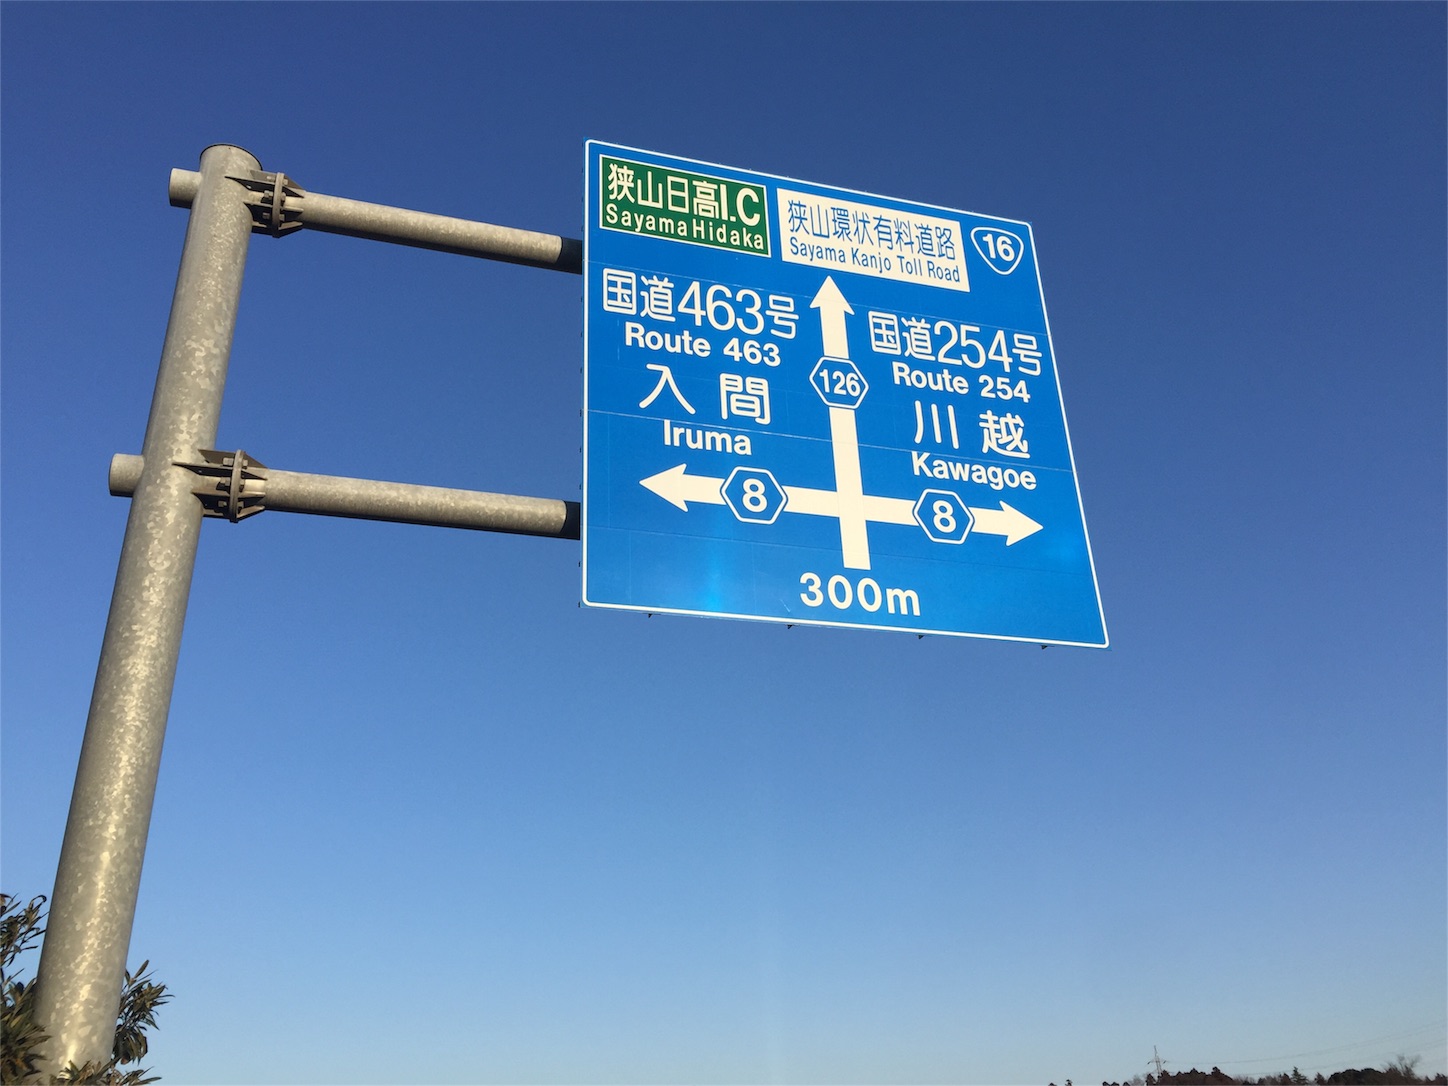 狭山日高I.C
SayamaHidaka
狭山環状有料道路
Sayama Kanjo Toll Road
16
国道463号
Route 463
入間
Iruma
126
国道254号
Route 254
川越
Kawagoe
8
8
300m